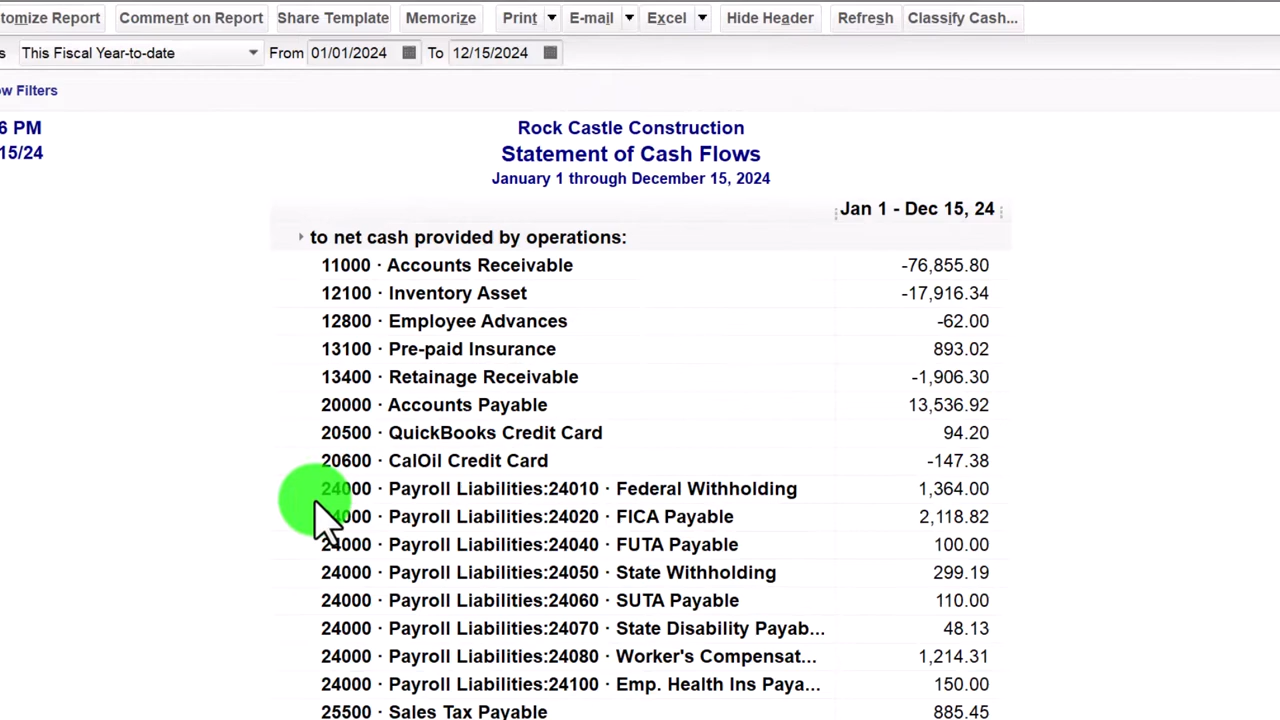 tomize Report Comment on Report Share Template Memorize Print E-mail Excel Hide Header Refresh Classify Cash...
s This Fiscal Year-to-date From 01/01/2024 To 12/15/2024
ow Filters
6 PM Rock Castle Construction
15/24 Statement of Cash Flows
January 1 through December 15, 2024
Jan 1 - Dec 15, 24
to net cash provided by operations:
11000 · Accounts Receivable -76,855.80
12100 · Inventory Asset -17,916.34
12800 · Employee Advances -62.00
13100 · Pre-paid Insurance 893.02
13400 · Retainage Receivable -1,906.30
20000 · Accounts Payable 13,536.92
20500 · QuickBooks Credit Card 94.20
20600 · CalOil Credit Card -147.38
24000 · Payroll Liabilities:24010 · Federal Withholding 1,364.00
24000 · Payroll Liabilities:24020 · FICA Payable 2,118.82
24000 · Payroll Liabilities:24040 · FUTA Payable 100.00
24000 · Payroll Liabilities:24050 · State Withholding 299.19
24000 · Payroll Liabilities:24060 · SUTA Payable 110.00
24000 · Payroll Liabilities:24070 · State Disability Payab... 48.13
24000 · Payroll Liabilities:24080 · Worker's Compensat... 1,214.31
24000 · Payroll Liabilities:24100 · Emp. Health Ins Paya... 150.00
25500 · Sales Tax Payable 885.45